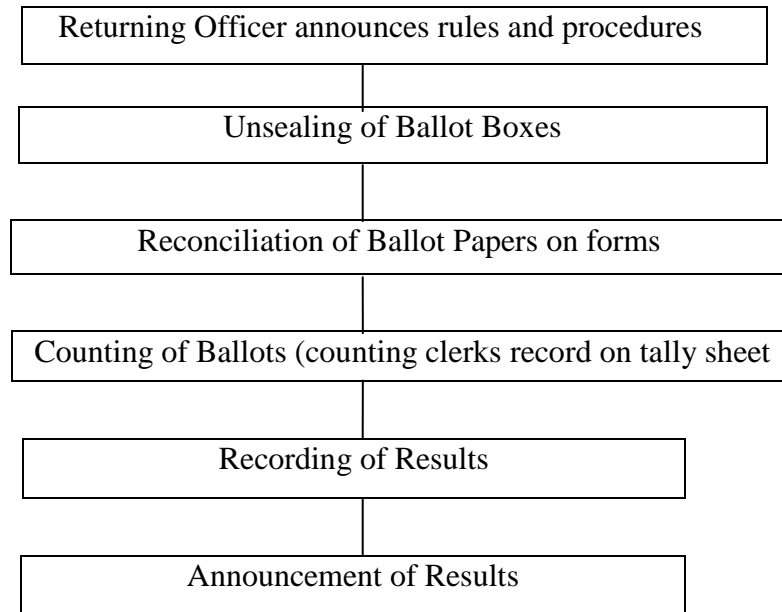 Returning Officer announces rules and procedures
Unsealing of Ballot Boxes
Reconciliation of Ballot Papers on forms
Counting of Ballots (counting clerks record on tally sheet
Recording of Results
Announcement of Results